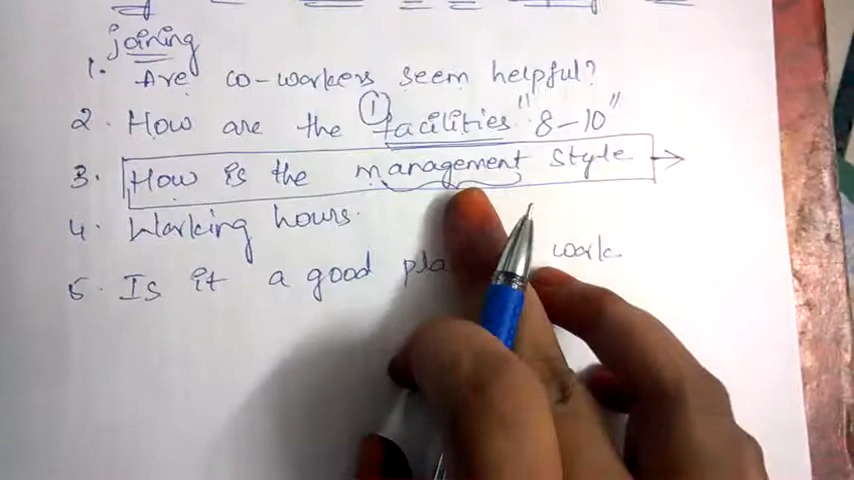 joining
1. Are co-workers seem helpful?
2. How are the ① facilities "8-10"
3. How is the management style →
4. Working hours.
5. Is it a good work.